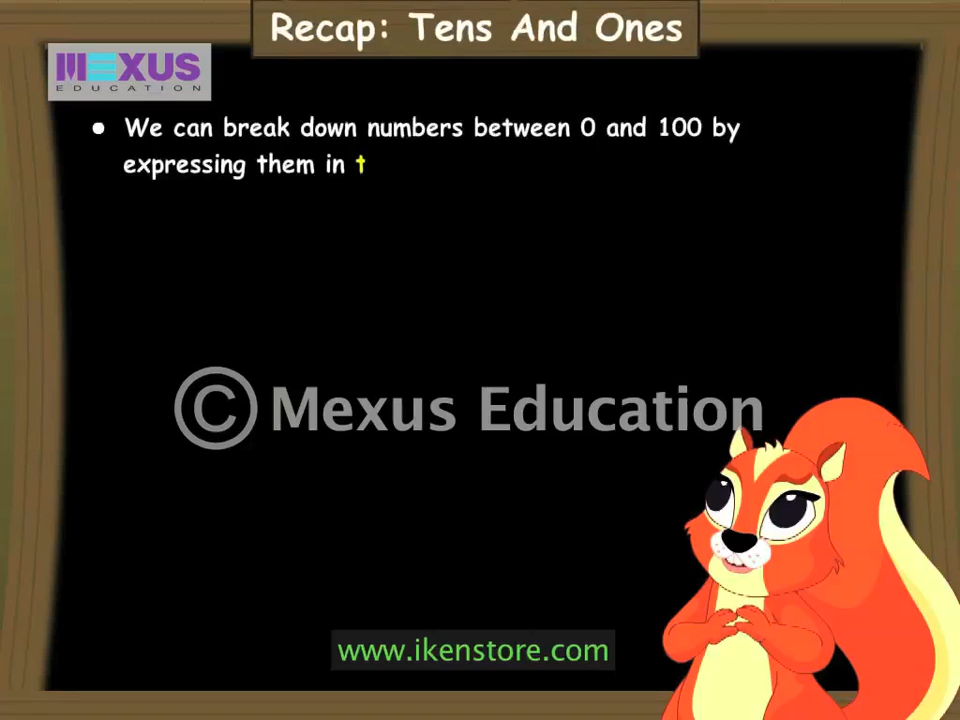 Recap: Tens And Ones
MEXUS
EDUCATION
● We can break down numbers between 0 and 100 by
expressing them in t
© Mexus Education
www.ikenstore.com